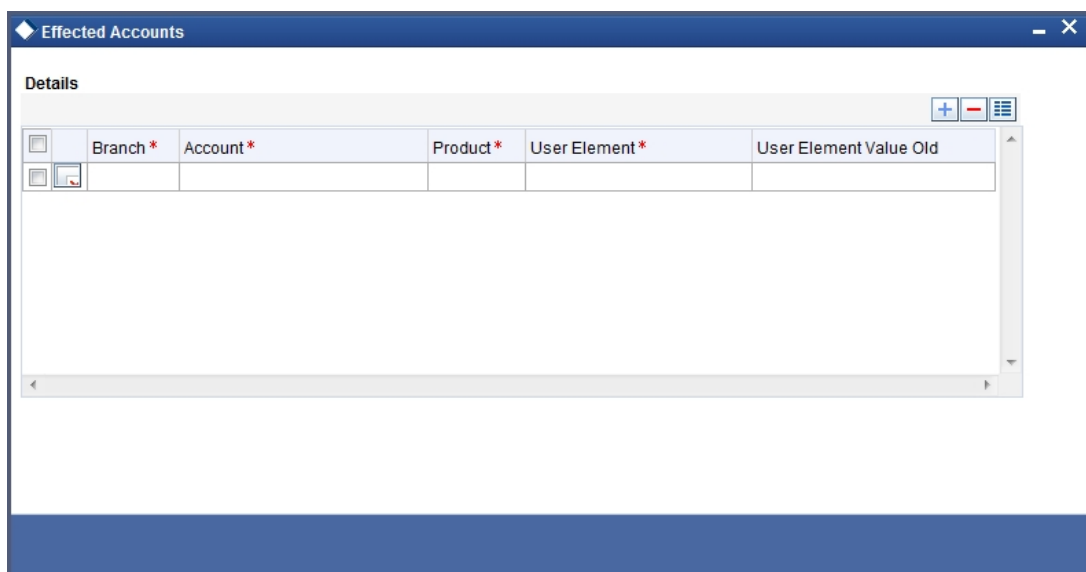 Effected Accounts
Details
Branch * Account * Product * User Element * User Element Value Old